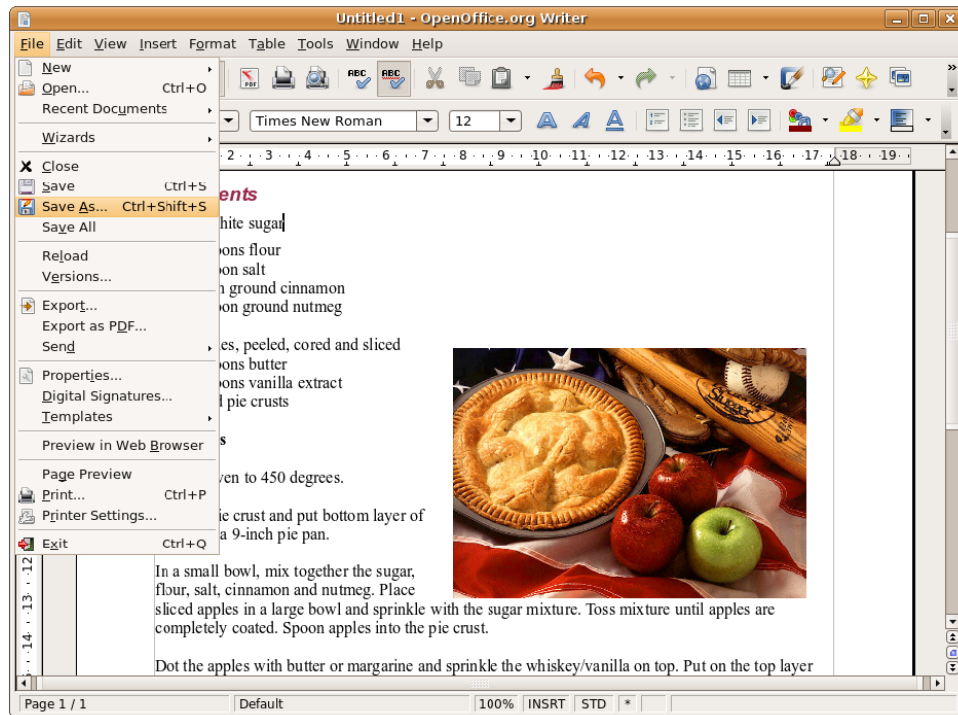 Untitled1 - OpenOffice.org Writer
File Edit View Insert Format Table Tools Window Help
New
Open... Ctrl+O
Recent Documents
Wizards
Close
Save Ctrl+S
Save As... Ctrl+Shift+S
Save All
Reload
Versions...
Export...
Export as PDF...
Send
Properties...
Digital Signatures...
Templates
Preview in Web Browser
Page Preview
Print... Ctrl+P
Printer Settings...
Exit Ctrl+Q
PDF ABC ABC
Times New Roman 12
2 3 4 5 6 7 8 9 10 11 12 13 14 15 16 17 18 19
ents
hite sugar
ons flour
on salt
ground cinnamon
on ground nutmeg
es, peeled, cored and sliced
ons butter
ons vanilla extract
pie crusts
s
ven to 450 degrees.
ie crust and put bottom layer of
a 9-inch pie pan.
In a small bowl, mix together the sugar,
flour, salt, cinnamon and nutmeg. Place
sliced apples in a large bowl and sprinkle with the sugar mixture. Toss mixture until apples are
completely coated. Spoon apples into the pie crust.
Dot the apples with butter or margarine and sprinkle the whiskey/vanilla on top. Put on the top layer
12
13
14
Slugger
Page 1 / 1 Default 100% INSRT STD *